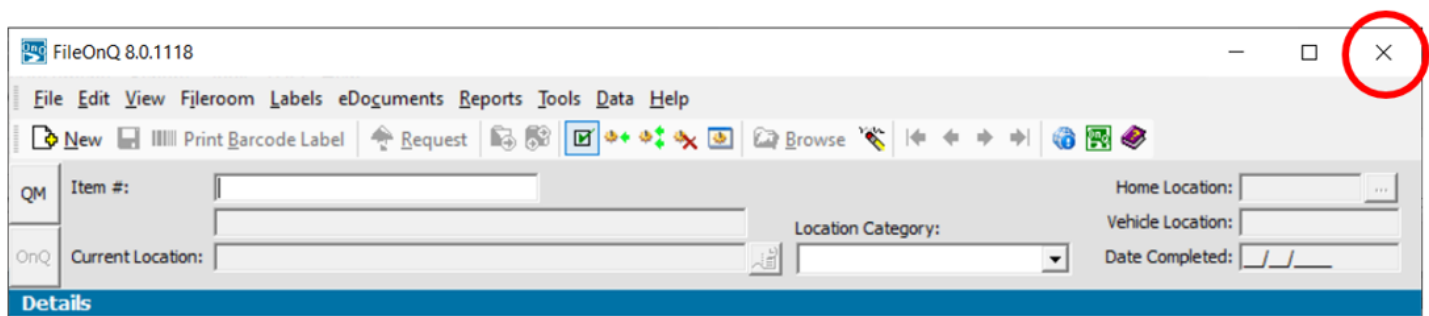 FileOnQ 8.0.1118
File Edit View Fileroom Labels eDocuments Reports Tools Data Help
New Print Barcode Label Request Browse
QM Item #: Home Location: ...
Location Category: Vehicle Location:
OnQ Current Location: Date Completed: __/__/____
Details